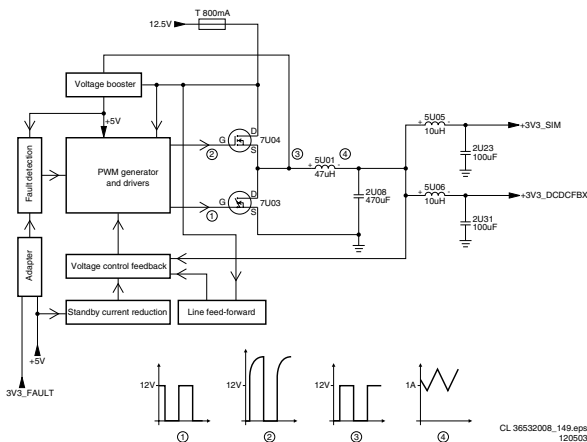 T 800mA
12.5V
Voltage booster
+5V
Fault detection
PWM generator
and drivers
G
D
S
7U04
2
G
D
S
7U03
1
3
5U01
47uH
4
2U08
470uF
+ 5U05 -
10uH
+3V3_SIM
2U23
100uF
+ 5U06 -
10uH
+3V3_DCDCFBX
2U31
100uF
Adapter
Voltage control feedback
Standby current reduction
Line feed-forward
+5V
3V3_FAULT
12V
1
12V
2
12V
3
1A
4
CL 36532008_149.eps
120503